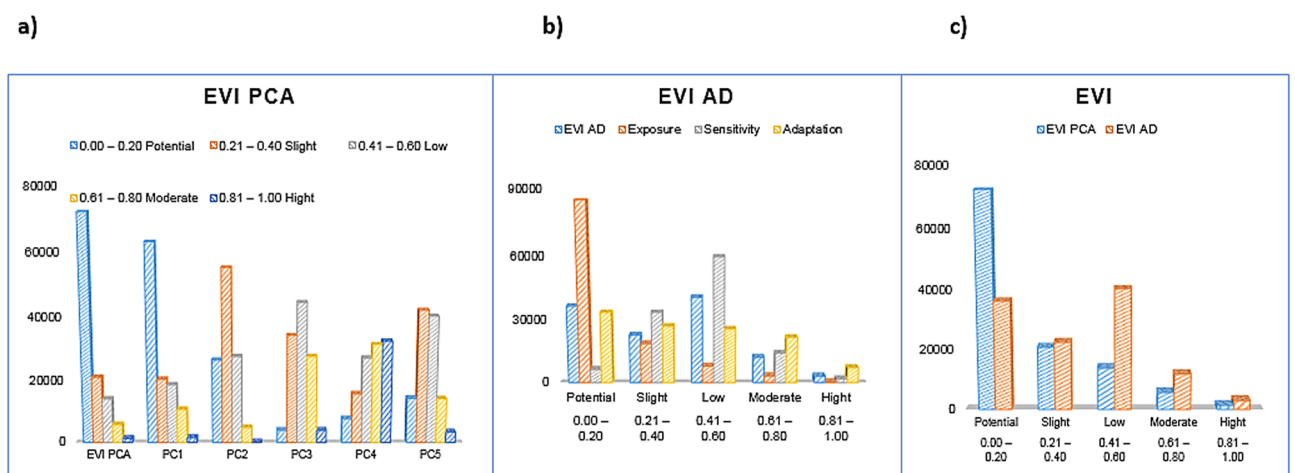 a)
b)
c)
EVI PCA
0.00 – 0.20 Potential
0.21 – 0.40 Slight
0.41 – 0.60 Low
0.61 – 0.80 Moderate
0.81 – 1.00 Hight
80000
60000
40000
20000
0
EVI PCA
PC1
PC2
PC3
PC4
PC5
EVI AD
EVI AD
Exposure
Sensitivity
Adaptation
90000
60000
30000
0
Potential
Slight
Low
Moderate
Hight
0.00 –
0.20
0.21 –
0.40
0.41 –
0.60
0.61 –
0.80
0.81 –
1.00
EVI
EVI PCA
EVI AD
80000
60000
40000
20000
0
Potential
Slight
Low
Moderate
Hight
0.00 –
0.20
0.21 –
0.40
0.41 –
0.60
0.61 –
0.80
0.81 –
1.00